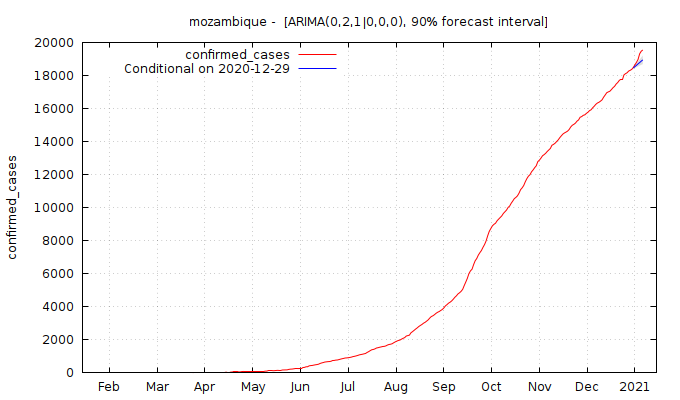 mozambique - [ARIMA(0,2,1|0,0,0), 90% forecast interval]
confirmed_cases
Conditional on 2020-12-29
confirmed_cases
20000
18000
16000
14000
12000
10000
8000
6000
4000
2000
0
Feb Mar Apr May Jun Jul Aug Sep Oct Nov Dec 2021